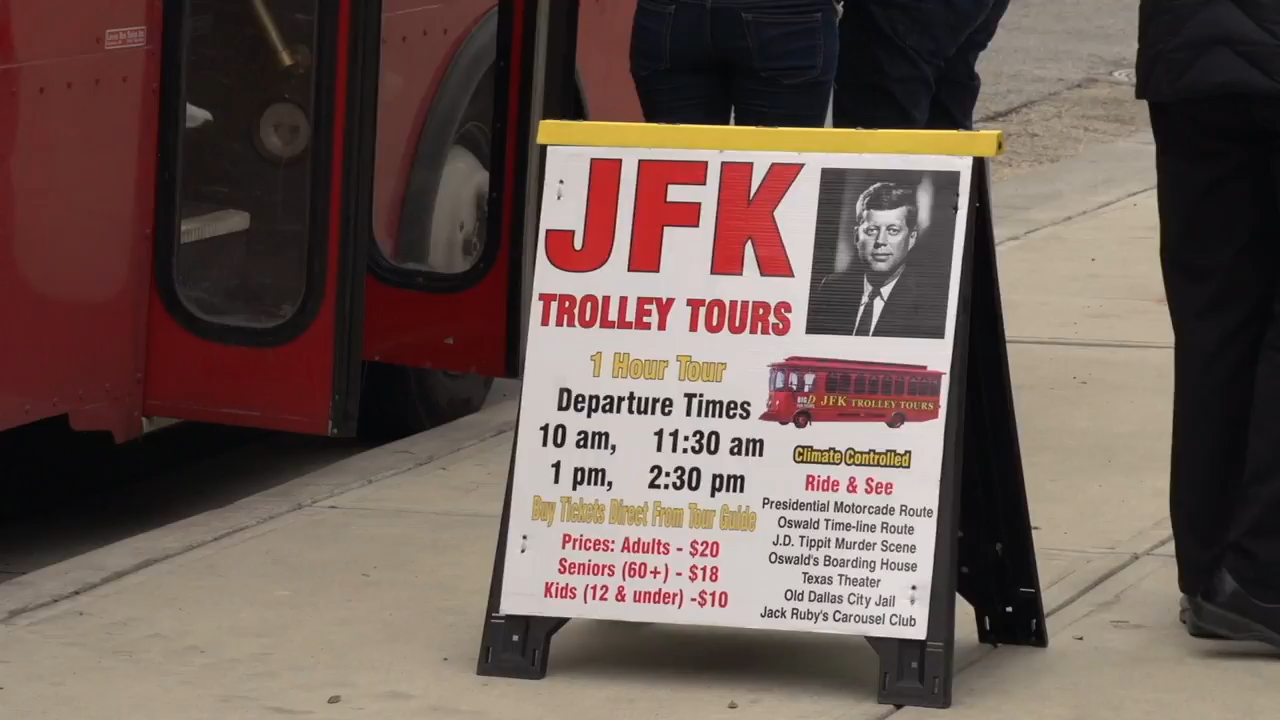 JFK
TROLLEY TOURS
1 Hour Tour
Departure Times
10 am, 11:30 am
1 pm, 2:30 pm
Buy Tickets Direct From Tour Guide
Prices: Adults - $20
Seniors (60+) - $18
Kids (12 & under) -$10
BIG D
JFK TROLLEY TOURS
Climate Controlled
Ride & See
Presidential Motorcade Route
Oswald Time-line Route
J.D. Tippit Murder Scene
Oswald's Boarding House
Texas Theater
Old Dallas City Jail
Jack Ruby's Carousel Club